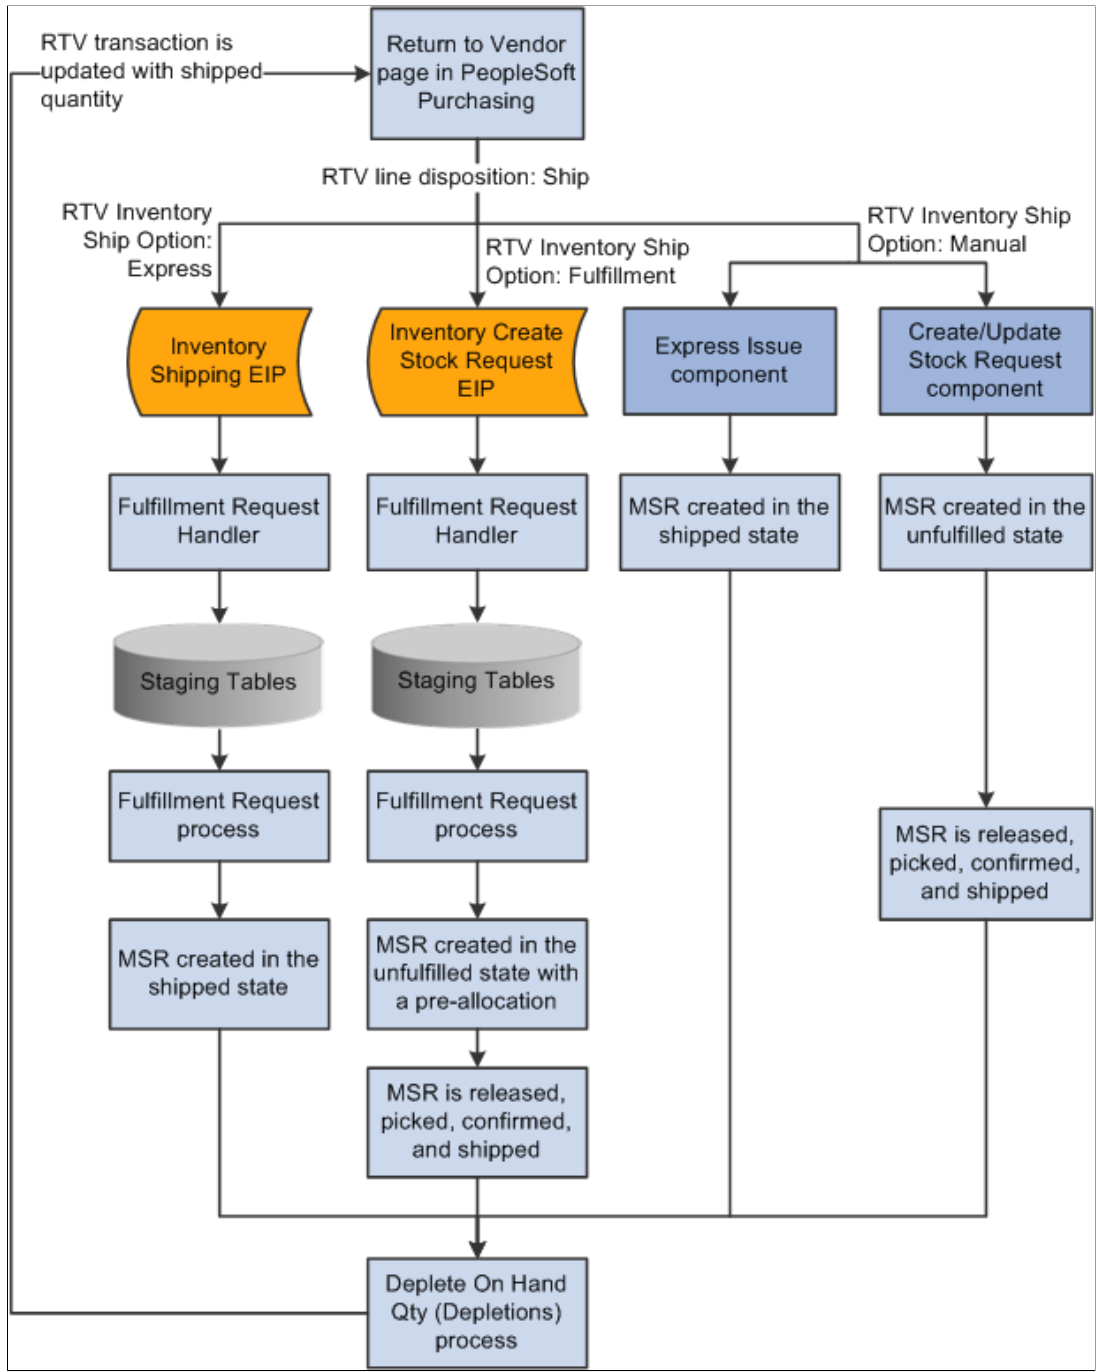 RTV transaction is
updated with shipped
quantity
Return to Vendor
page in PeopleSoft
Purchasing
RTV line disposition: Ship
RTV Inventory
Ship Option:
Express
RTV Inventory Ship
Option: Fulfillment
RTV Inventory Ship
Option: Manual
Inventory
Shipping EIP
Inventory Create
Stock Request
EIP
Express Issue
component
Create/Update
Stock Request
component
Fulfillment Request
Handler
Fulfillment Request
Handler
MSR created in the
shipped state
MSR created in the
unfulfilled state
Staging Tables
Staging Tables
Fulfillment Request
process
Fulfillment Request
process
MSR is released,
picked, confirmed,
and shipped
MSR created in the
shipped state
MSR created in the
unfulfilled state with
a pre-allocation
MSR is released,
picked, confirmed,
and shipped
Deplete On Hand
Qty (Depletions)
process